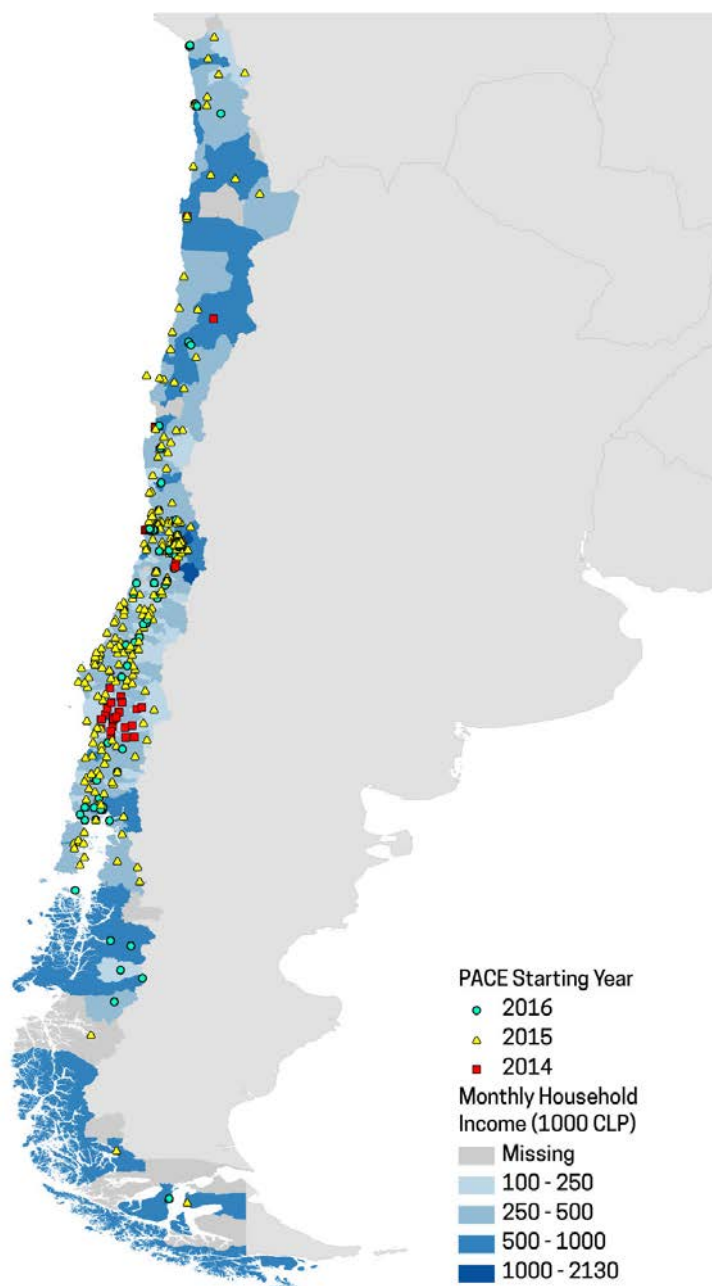 PACE Starting Year
2016
2015
2014
Monthly Household
Income (1000 CLP)
Missing
100 - 250
250 - 500
500 - 1000
1000 - 2130